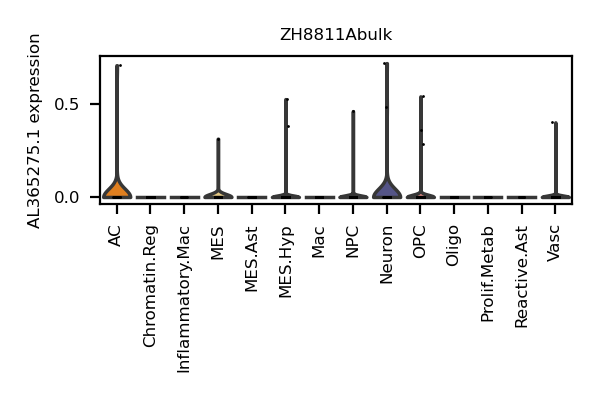 ZH8811Abulk
AL365275.1 expression
0.5
0.0
AC
Chromatin.Reg
Inflammatory.Mac
MES
MES.Ast
MES.Hyp
Mac
NPC
Neuron
OPC
Oligo
Prolif.Metab
Reactive.Ast
Vasc